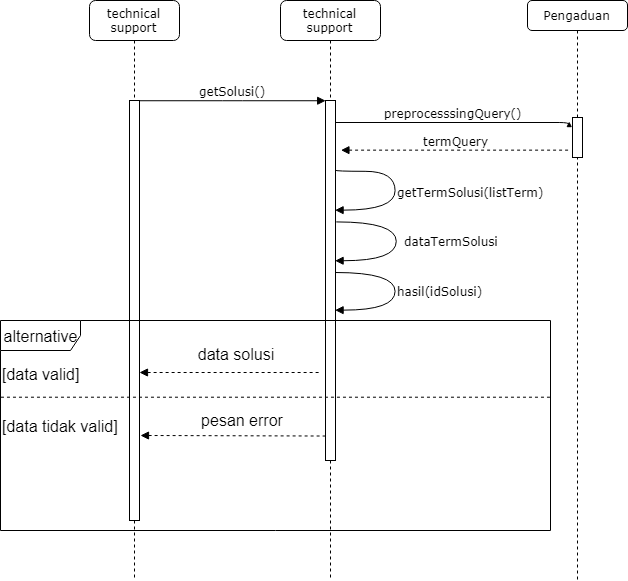 technical
support
technical
support
Pengaduan
getSolusi()
preprocesssingQuery()
termQuery
getTermSolusi(listTerm)
dataTermSolusi
hasil(idSolusi)
alternative
data solusi
[data valid]
pesan error
[data tidak valid]